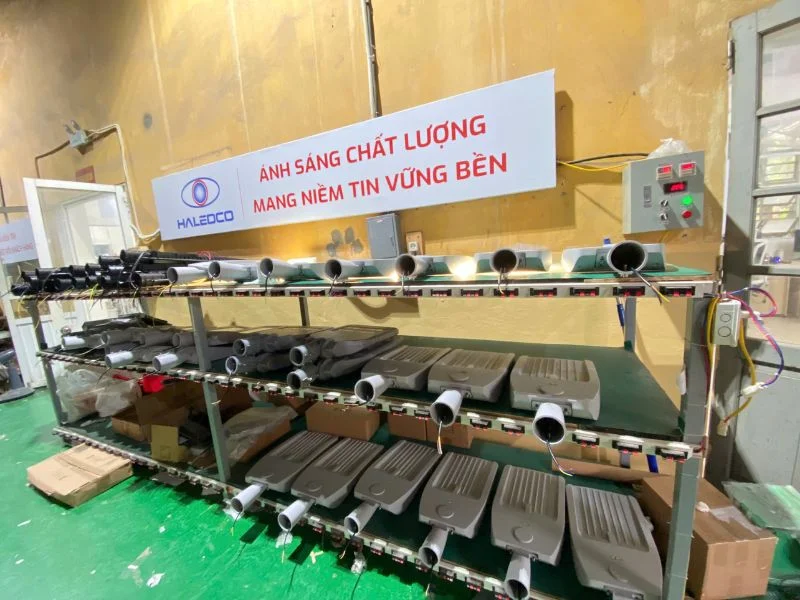 ÁNH SÁNG CHẤT LƯỢNG
MANG NIỀM TIN VỮNG BỀN
HALEDCO